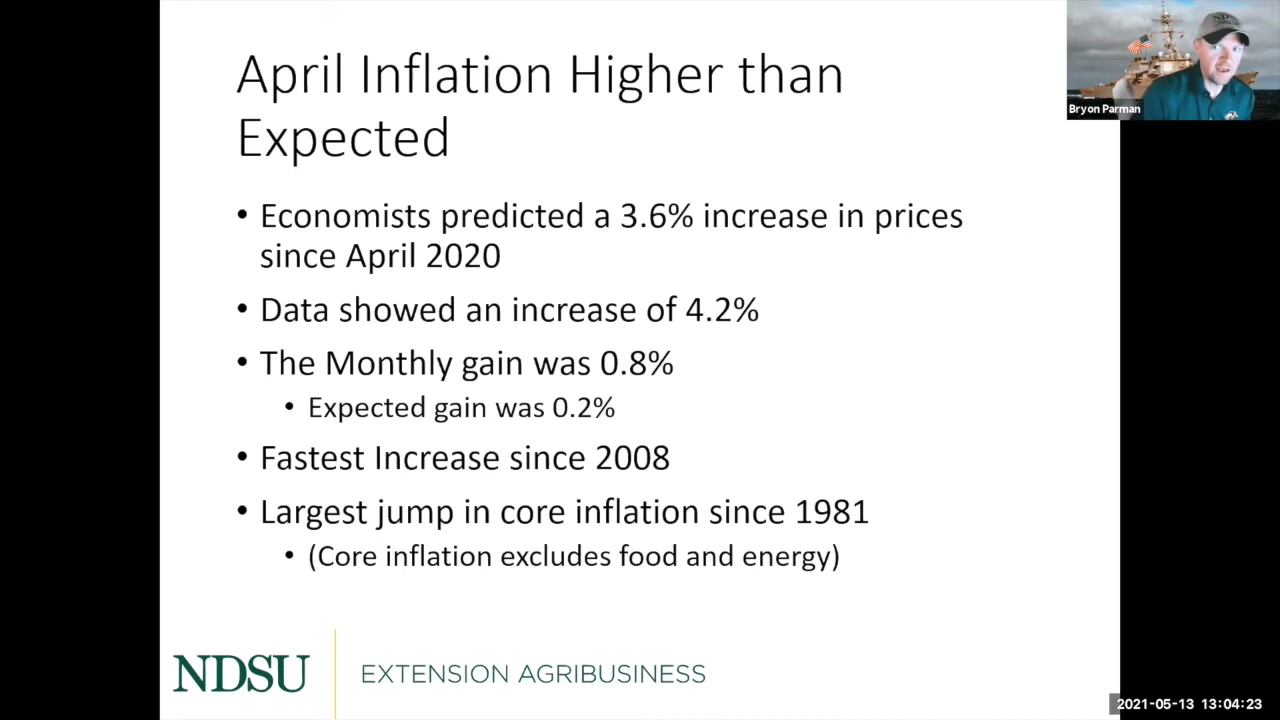 April Inflation Higher than
Expected
Bryon Parman
• Economists predicted a 3.6% increase in prices
since April 2020
• Data showed an increase of 4.2%
• The Monthly gain was 0.8%
• Expected gain was 0.2%
• Fastest Increase since 2008
• Largest jump in core inflation since 1981
• (Core inflation excludes food and energy)
NDSU EXTENSION AGRIBUSINESS
2021-05-13 13:04:23